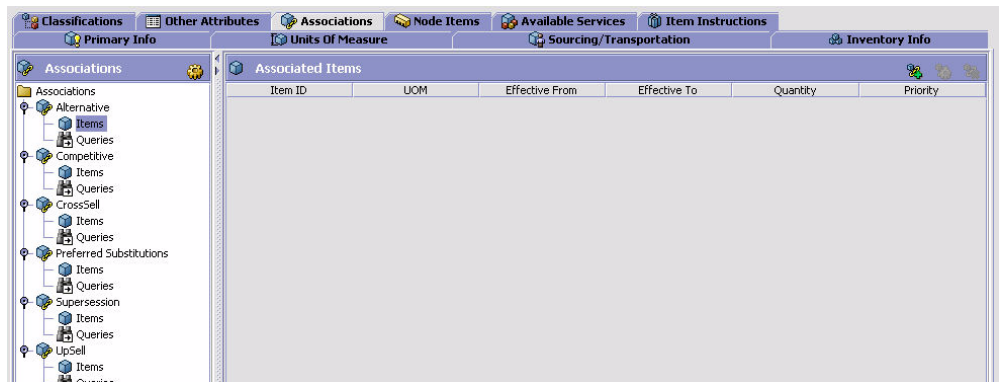 Classifications Other Attributes Associations Node Items Available Services Item Instructions
Primary Info Units Of Measure Sourcing/Transportation Inventory Info
Associations Associated Items
Item ID UOM Effective From Effective To Quantity Priority
Associations
Alternative
Items
Queries
Competitive
Items
Queries
CrossSell
Items
Queries
Preferred Substitutions
Items
Queries
Supersession
Items
Queries
UpSell
Items